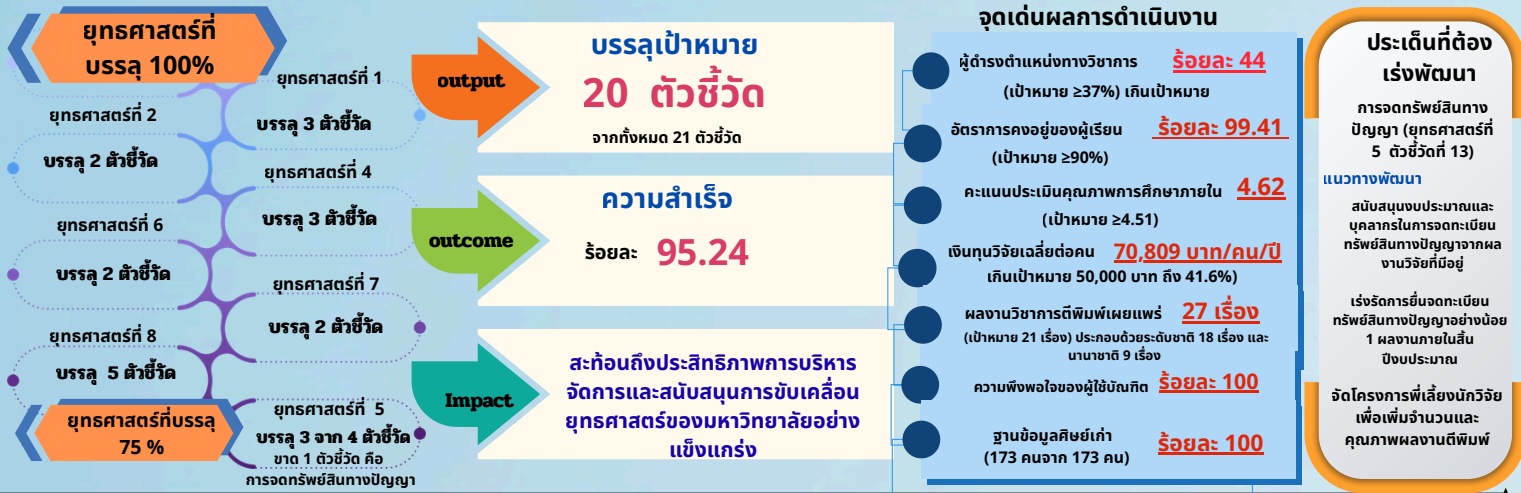 ยุทธศาสตร์ที่
บรรลุ 100%
ยุทธศาสตร์ที่ 1
บรรลุ 3 ตัวชี้วัด
ยุทธศาสตร์ที่ 2
บรรลุ 2 ตัวชี้วัด
ยุทธศาสตร์ที่ 4
บรรลุ 3 ตัวชี้วัด
ยุทธศาสตร์ที่ 6
บรรลุ 2 ตัวชี้วัด
ยุทธศาสตร์ที่ 7
บรรลุ 2 ตัวชี้วัด
ยุทธศาสตร์ที่ 8
บรรลุ 5 ตัวชี้วัด
ยุทธศาสตร์ที่บรรลุ
75 %
ยุทธศาสตร์ที่ 5
บรรลุ 3 จาก 4 ตัวชี้วัด
ขาด 1 ตัวชี้วัด คือ
การจดทรัพย์สินทางปัญญา
output
บรรลุเป้าหมาย
20 ตัวชี้วัด
จากทั้งหมด 21 ตัวชี้วัด
outcome
ความสำเร็จ
ร้อยละ 95.24
Impact
สะท้อนถึงประสิทธิภาพการบริหาร
จัดการและสนับสนุนการขับเคลื่อน
ยุทธศาสตร์ของมหาวิทยาลัยอย่าง
แข็งแกร่ง
จุดเด่นผลการดำเนินงาน
ผู้ดำรงตำแหน่งทางวิชาการ ร้อยละ 44
(เป้าหมาย ≥37%) เกินเป้าหมาย
อัตราการคงอยู่ของผู้เรียน ร้อยละ 99.41
(เป้าหมาย ≥90%)
คะแนนประเมินคุณภาพการศึกษาภายใน 4.62
(เป้าหมาย ≥4.51)
เงินทุนวิจัยเฉลี่ยต่อคน 70,809 บาท/คน/ปี
เกินเป้าหมาย 50,000 บาท ถึง 41.6%)
ผลงานวิชาการตีพิมพ์เผยแพร่ 27 เรื่อง
(เป้าหมาย 21 เรื่อง) ประกอบด้วยระดับชาติ 18 เรื่อง และ
นานาชาติ 9 เรื่อง
ความพึงพอใจของผู้ใช้บัณฑิต ร้อยละ 100
ฐานข้อมูลศิษย์เก่า ร้อยละ 100
(173 คนจาก 173 คน)
ประเด็นที่ต้อง
เร่งพัฒนา
การจดทรัพย์สินทาง
ปัญญา (ยุทธศาสตร์ที่
5 ตัวชี้วัดที่ 13)
แนวทางพัฒนา
สนับสนุนงบประมาณและ
บุคลากรในการจดทะเบียน
ทรัพย์สินทางปัญญาจากผล
งานวิจัยที่มีอยู่
เร่งรัดการยื่นจดทะเบียน
ทรัพย์สินทางปัญญาอย่างน้อย
1 ผลงานภายในสิ้น
ปีงบประมาณ
จัดโครงการพี่เลี้ยงนักวิจัย
เพื่อเพิ่มจำนวนและ
คุณภาพผลงานตีพิมพ์